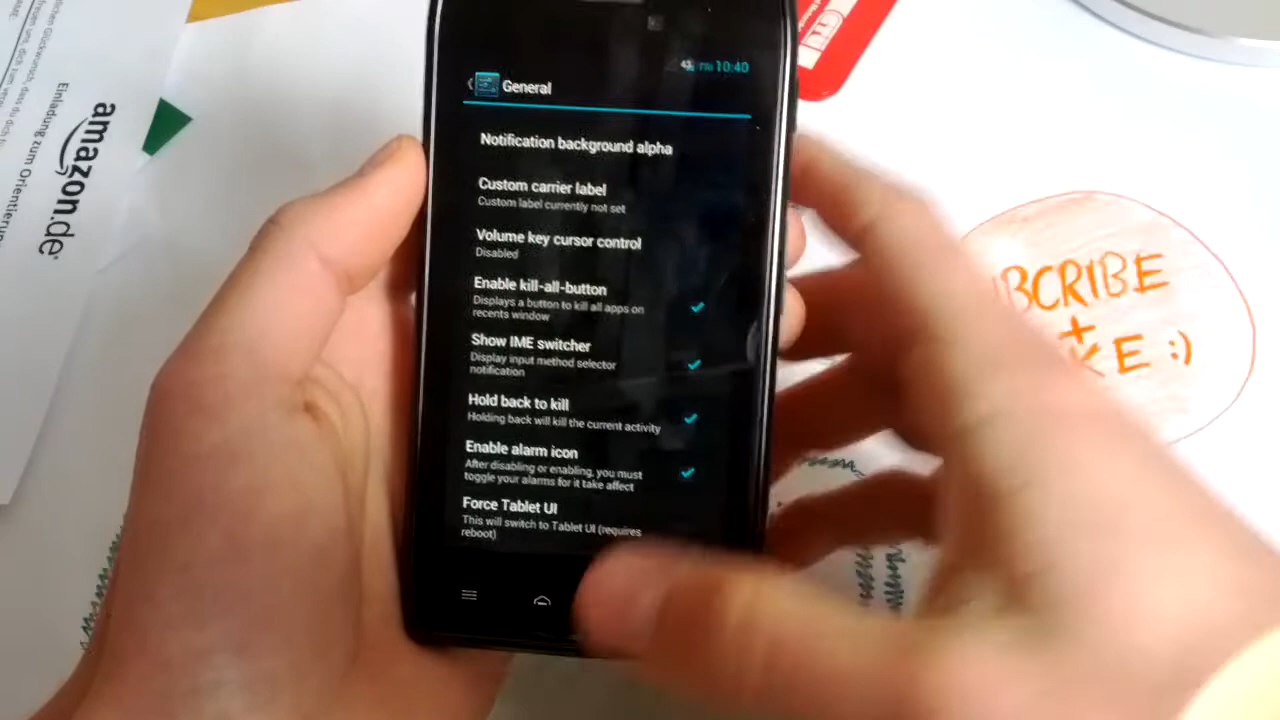 10:40
General
Notification background alpha
Custom carrier label
Custom label currently not set
Volume key cursor control
Disabled
Enable kill-all-button
Displays a button to kill all apps on
recents window
Show IME switcher
Display input method selector
notification
Hold back to kill
Holding back will kill the current activity
Enable alarm icon
After disabling or enabling, you must
toggle your alarms for it take affect
Force Tablet UI
This will switch to Tablet UI (requires
reboot)
amazon.de
Einladung zum
BCRIBE
+
KE :)